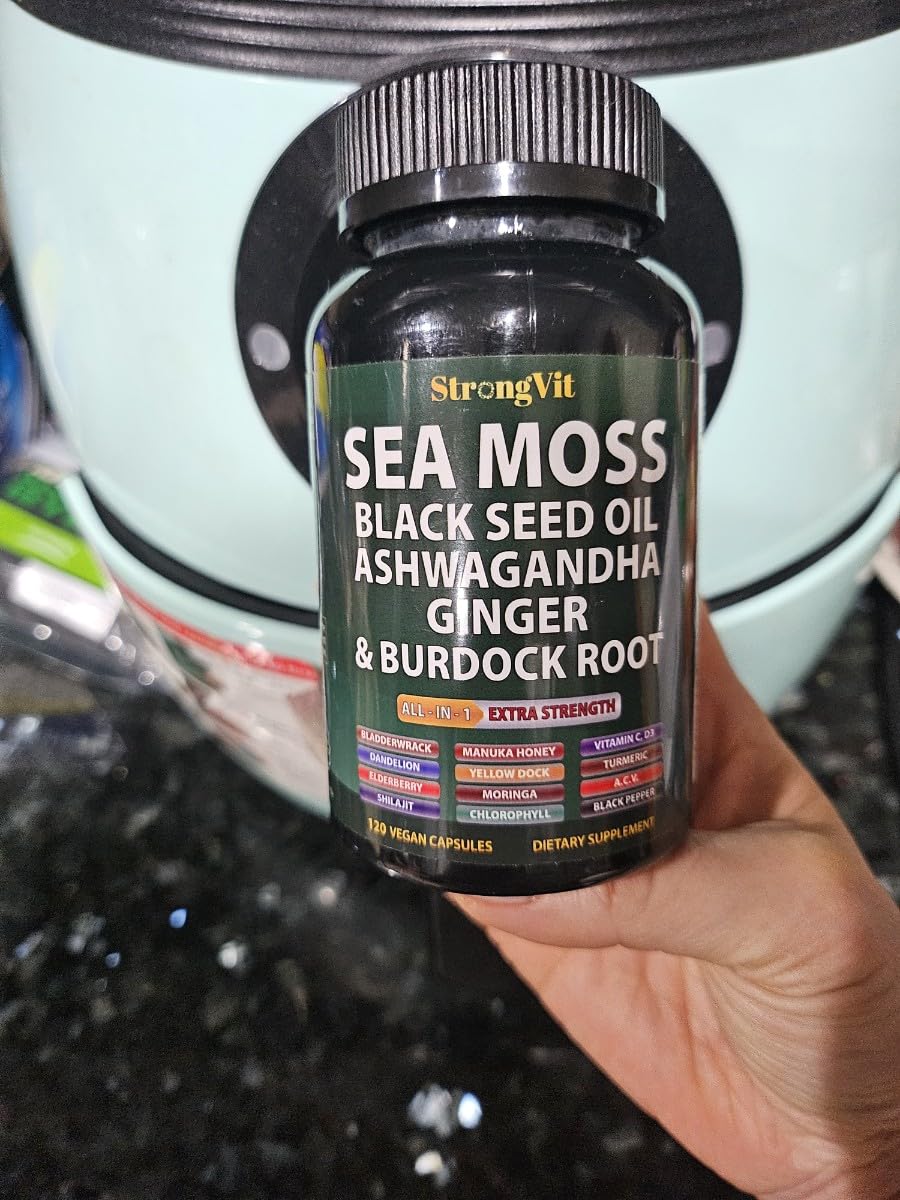 StrongVit
SEA MOSS
BLACK SEED OIL
ASHWAGANDHA
GINGER
& BURDOCK ROOT
ALL-IN-1 EXTRA STRENGTH
BLADDERWRACK
DANDELION
ELDERBERRY
SHILAJIT
MANUKA HONEY
YELLOW DOCK
MORINGA
CHLOROPHYLL
VITAMIN C, D3
TURMERIC
A.C.V.
BLACK PEPPER
120 VEGAN CAPSULES
DIETARY SUPPLEMENT